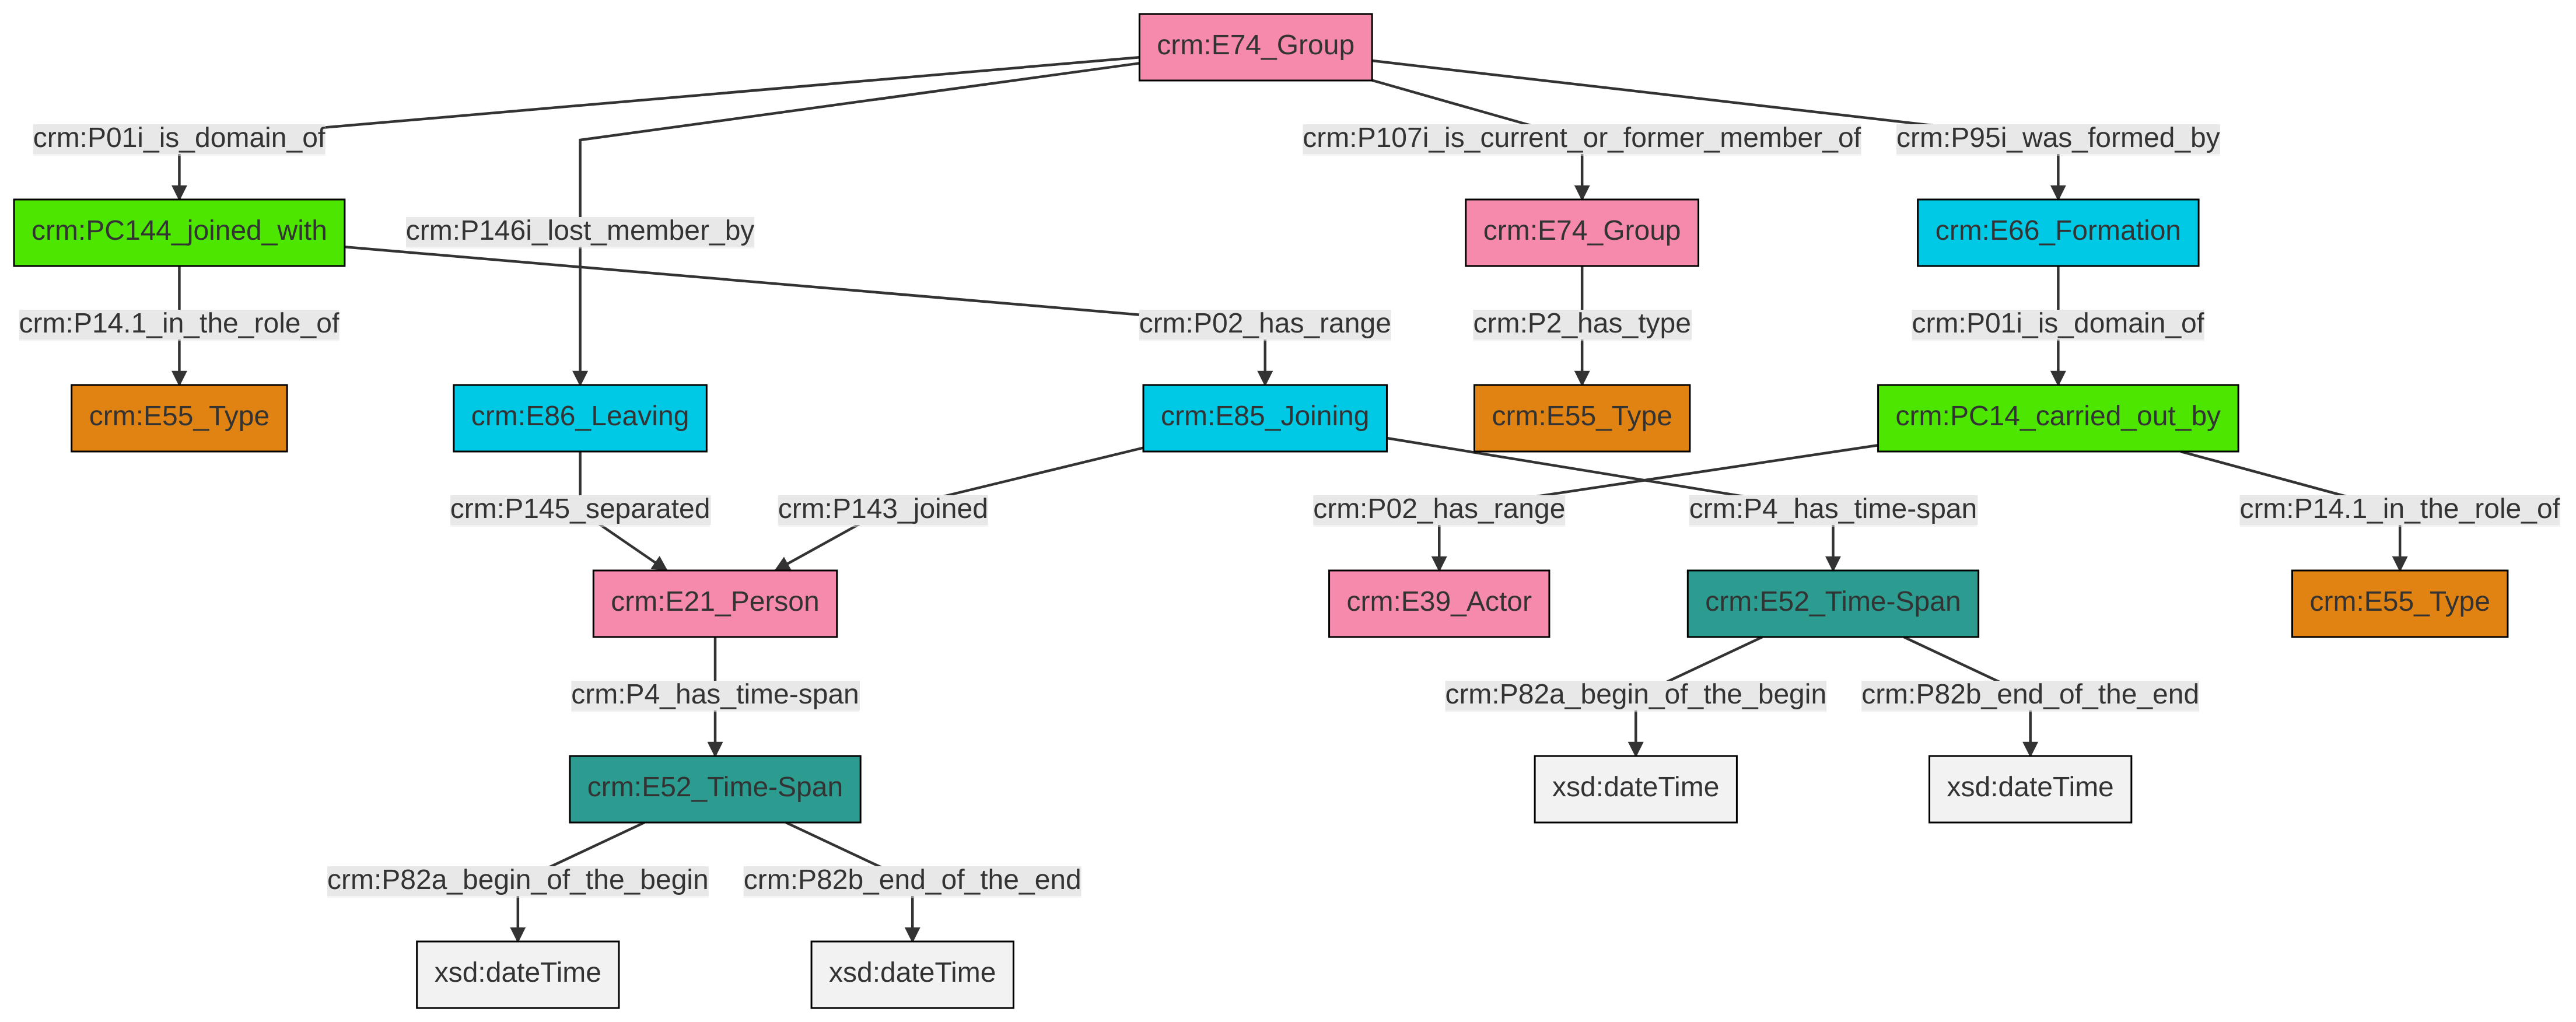 crm:E74_Group
crm:P01i_is_domain_of
crm:P107i_is_current_or_former_member_of
crm:P95i_was_formed_by
crm:PC144_joined_with
crm:P146i_lost_member_by
crm:E74_Group
crm:E66_Formation
crm:P14.1_in_the_role_of
crm:P02_has_range
crm:P2_has_type
crm:P01i_is_domain_of
crm:E55_Type
crm:E86_Leaving
crm:E85_Joining
crm:E55_Type
crm:PC14_carried_out_by
crm:P145_separated
crm:P143_joined
crm:P02_has_range
crm:P4_has_time-span
crm:P14.1_in_the_role_of
crm:E21_Person
crm:E39_Actor
crm:E52_Time-Span
crm:E55_Type
crm:P4_has_time-span
crm:P82a_begin_of_the_begin
crm:P82b_end_of_the_end
crm:E52_Time-Span
xsd:dateTime
xsd:dateTime
crm:P82a_begin_of_the_begin
crm:P82b_end_of_the_end
xsd:dateTime
xsd:dateTime